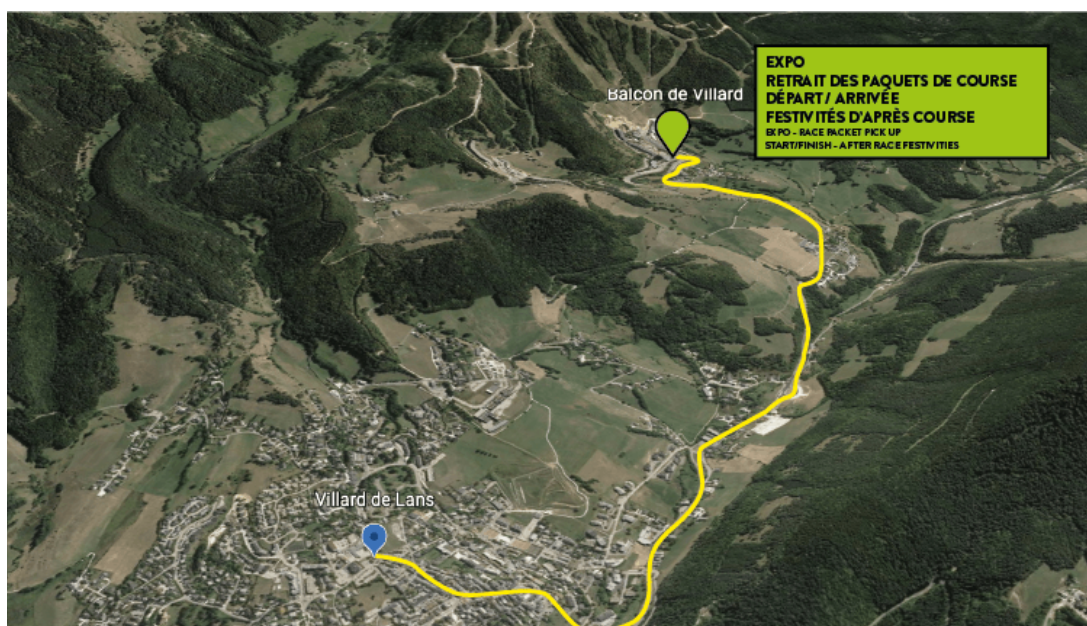 EXPO
RETRAIT DES PAQUETS DE COURSE
DÉPART/ ARRIVÉE
FESTIVITÉS D'APRÈS COURSE
EXPO - RACE PACKET PICK UP
START/FINISH - AFTER RACE FESTIVITIES
Balcon de Villard
Villard de Lans